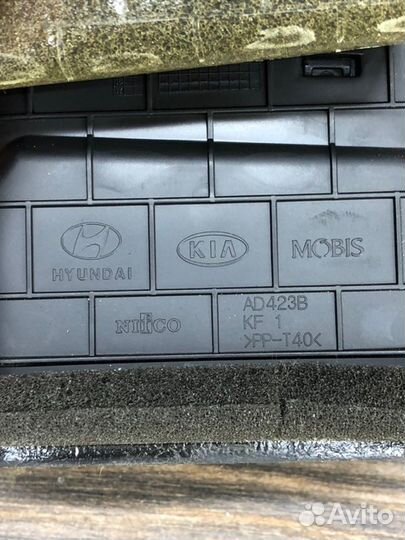 HYUNDAI
KIA
MOBIS
NIFCO
AD423B
KF 1
>PP-T40<
Avito